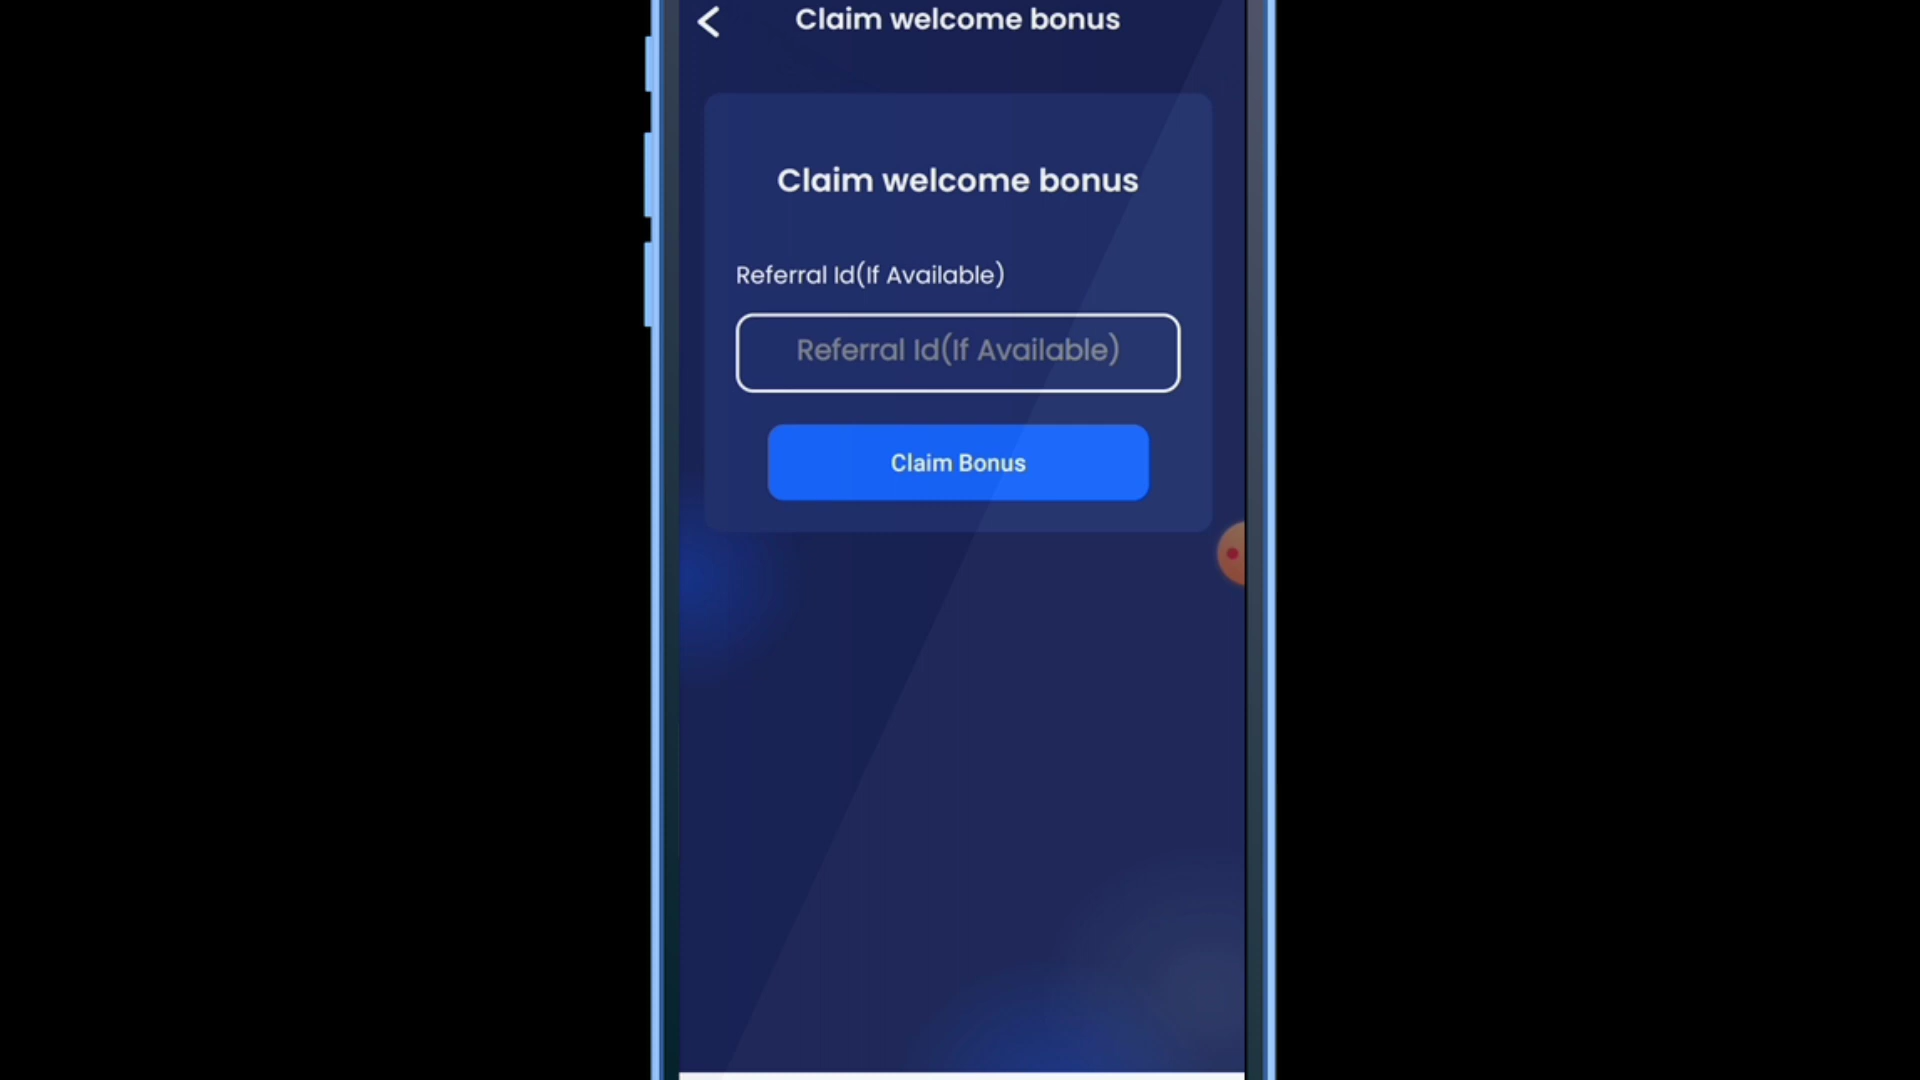 Claim welcome bonus
Claim welcome bonus
Referral Id(If Available)
Referral Id(If Available)
Claim Bonus